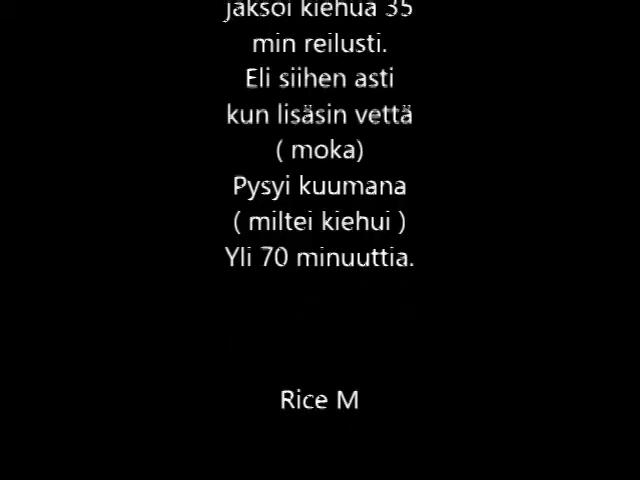 jaksoi kiehua 35
min reilusti.
Eli siihen asti
kun lisäsin vettä
( moka)
Pysyi kuumana
( miltei kiehui )
Yli 70 minuuttia.
Rice M